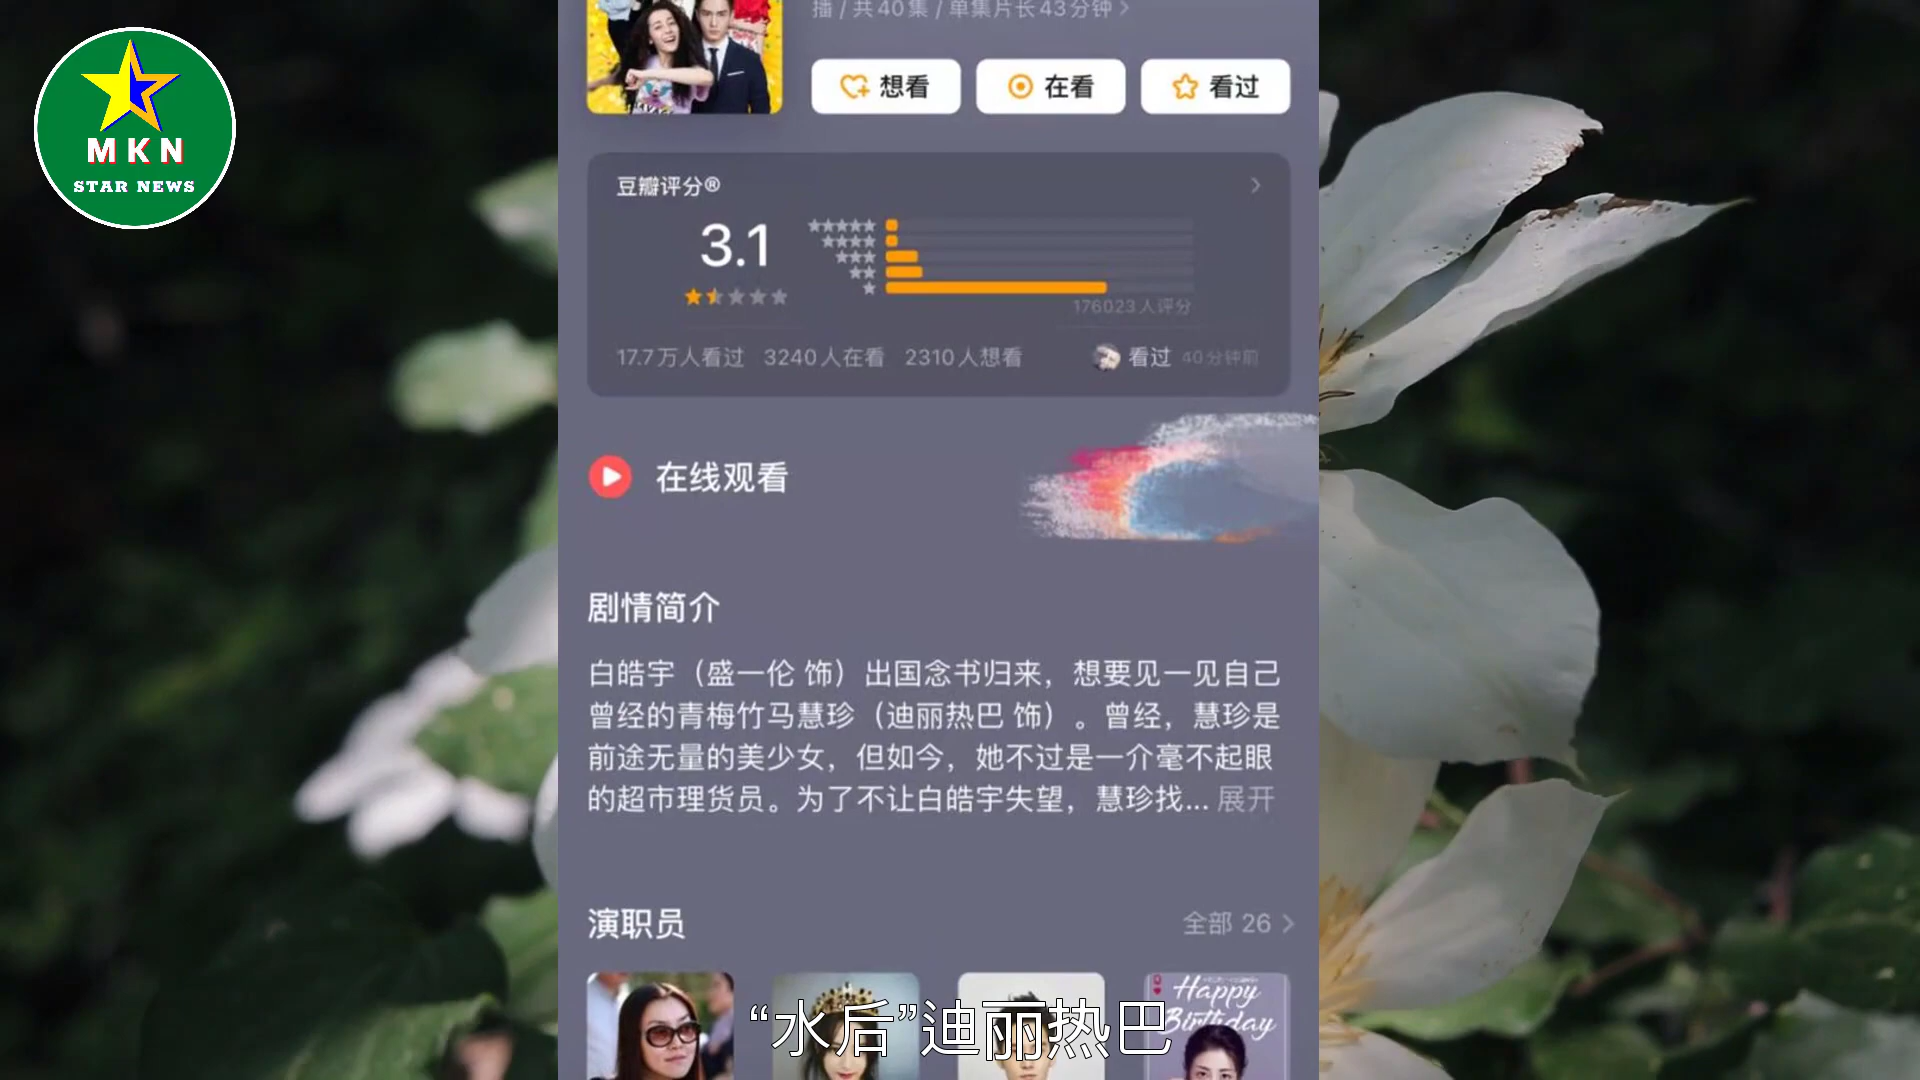 播 / 共40集 / 单集片长43分钟 >
想看
在看
看过
MKN
STAR NEWS
豆瓣评分®
3.1
176023人评分
17.7万人看过 3240人在看 2310人想看
看过 40分钟前
在线观看
剧情简介
白皓宇（盛一伦 饰）出国念书归来，想要见一见自己
曾经的青梅竹马慧珍（迪丽热巴 饰）。曾经，慧珍是
前途无量的美少女，但如今，她不过是一介毫不起眼
的超市理货员。为了不让白皓宇失望，慧珍找... 展开
演职员
全部 26 >
Happy
Birthday
“水后”迪丽热巴